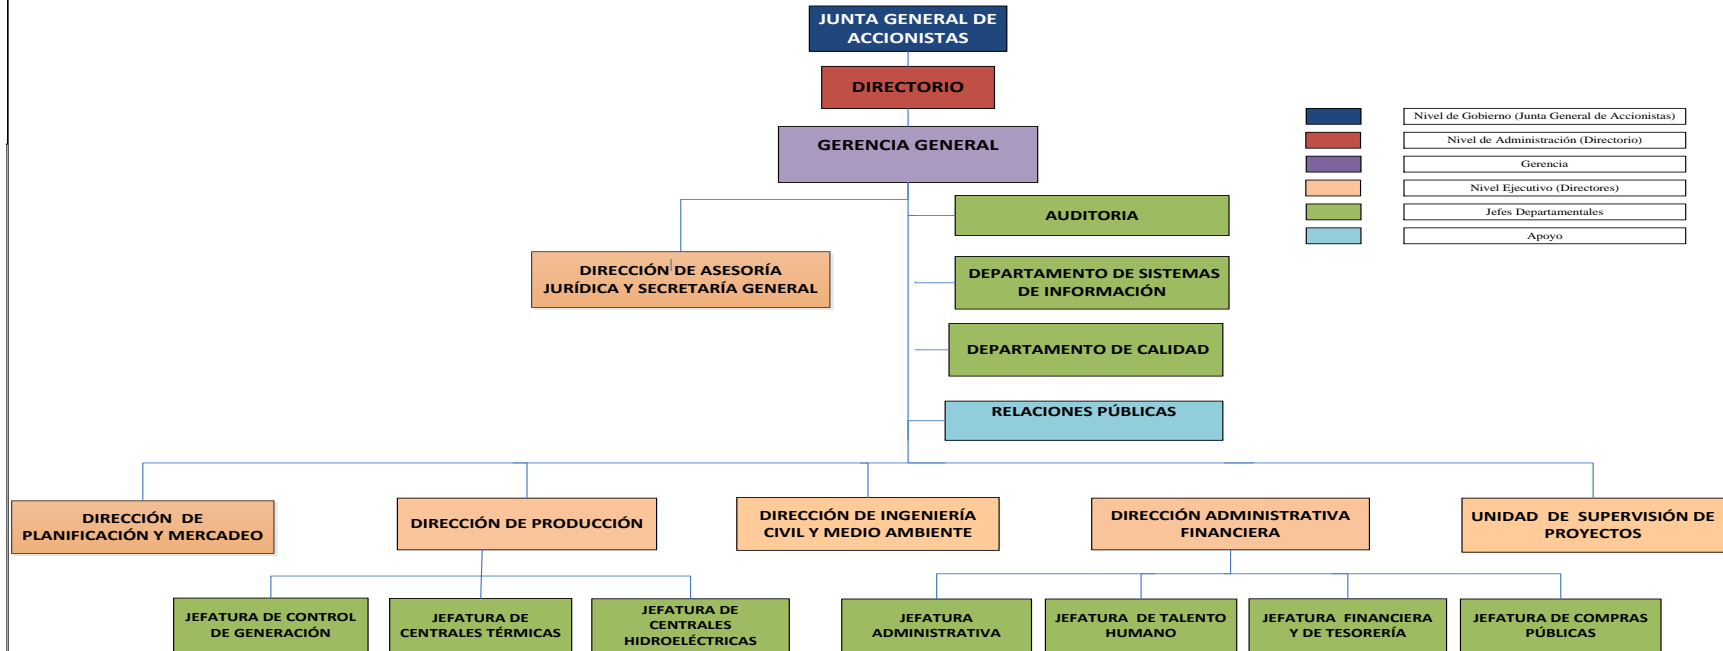 JUNTA GENERAL DE
ACCIONISTAS
DIRECTORIO
GERENCIA GENERAL
Nivel de Gobierno (Junta General de Accionistas)
Nivel de Administración (Directorio)
Gerencia
Nivel Ejecutivo (Directores)
Jefes Departamentales
Apoyo
AUDITORIA
DIRECCIÓN DE ASESORÍA
JURÍDICA Y SECRETARÍA GENERAL
DEPARTAMENTO DE SISTEMAS
DE INFORMACIÓN
DEPARTAMENTO DE CALIDAD
RELACIONES PÚBLICAS
DIRECCIÓN DE
PLANIFICACIÓN Y MERCADEO
DIRECCIÓN DE PRODUCCIÓN
DIRECCIÓN DE INGENIERÍA
CIVIL Y MEDIO AMBIENTE
DIRECCIÓN ADMINISTRATIVA
FINANCIERA
UNIDAD DE SUPERVISIÓN DE
PROYECTOS
JEFATURA DE CONTROL
DE GENERACIÓN
JEFATURA DE
CENTRALES TÉRMICAS
JEFATURA DE
CENTRALES
HIDROELÉCTRICAS
JEFATURA
ADMINISTRATIVA
JEFATURA DE TALENTO
HUMANO
JEFATURA FINANCIERA
Y DE TESORERÍA
JEFATURA DE COMPRAS
PÚBLICAS